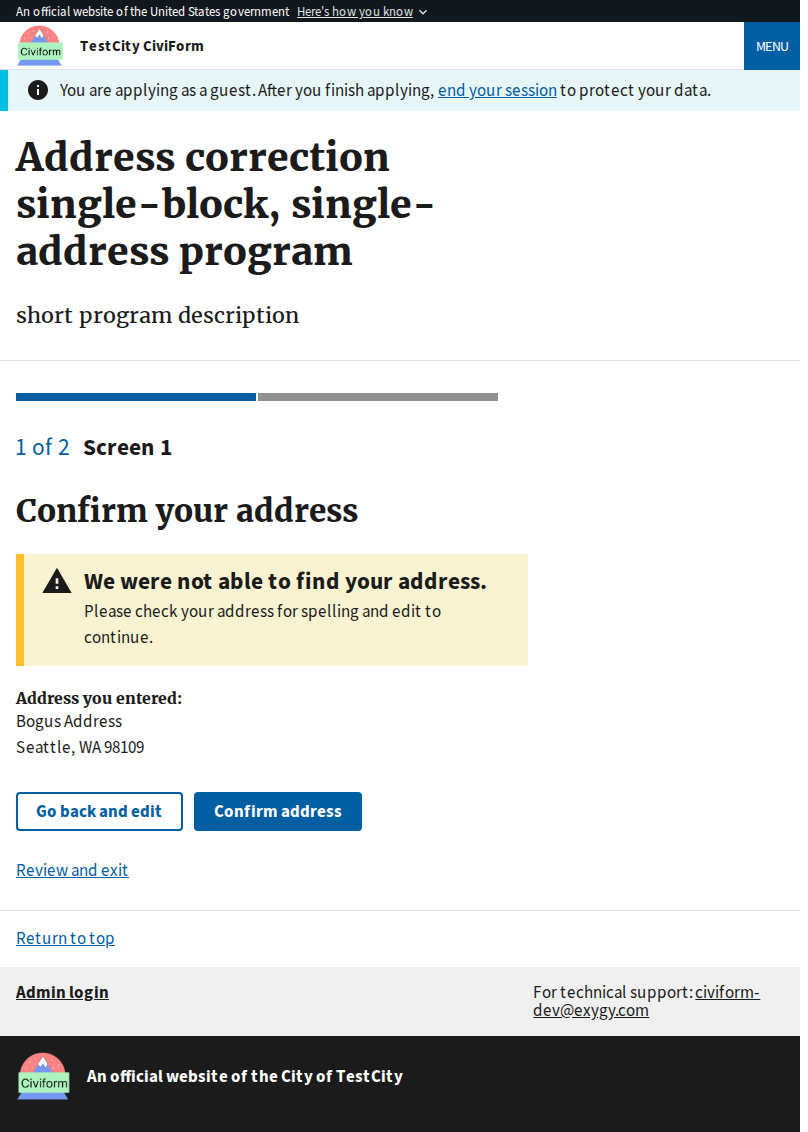 An official website of the United States government Here's how you know
Civiform
TestCity CiviForm
MENU
You are applying as a guest. After you finish applying, end your session to protect your data.
Address correction
single-block, single-
address program
short program description
1 of 2 Screen 1
Confirm your address
We were not able to find your address.
Please check your address for spelling and edit to
continue.
Address you entered:
Bogus Address
Seattle, WA 98109
Go back and edit
Confirm address
Review and exit
Return to top
Admin login
For technical support: civiform-
dev@exygy.com
Civiform
An official website of the City of TestCity